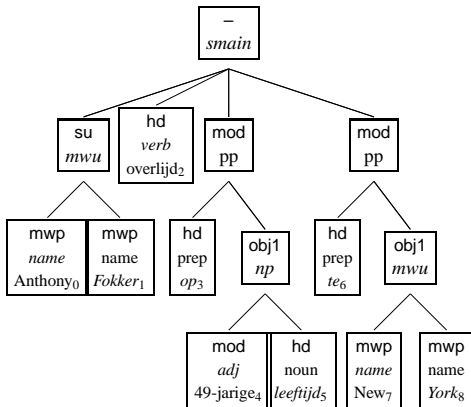 –
smain
su
mwu
hd
verb
overlijd2
mod
pp
mod
pp
mwp
name
Anthony0
mwp
name
Fokker1
hd
prep
op3
obj1
np
hd
prep
te6
obj1
mwu
mod
adj
49-jarige4
hd
noun
leeftijd5
mwp
name
New7
mwp
name
York8